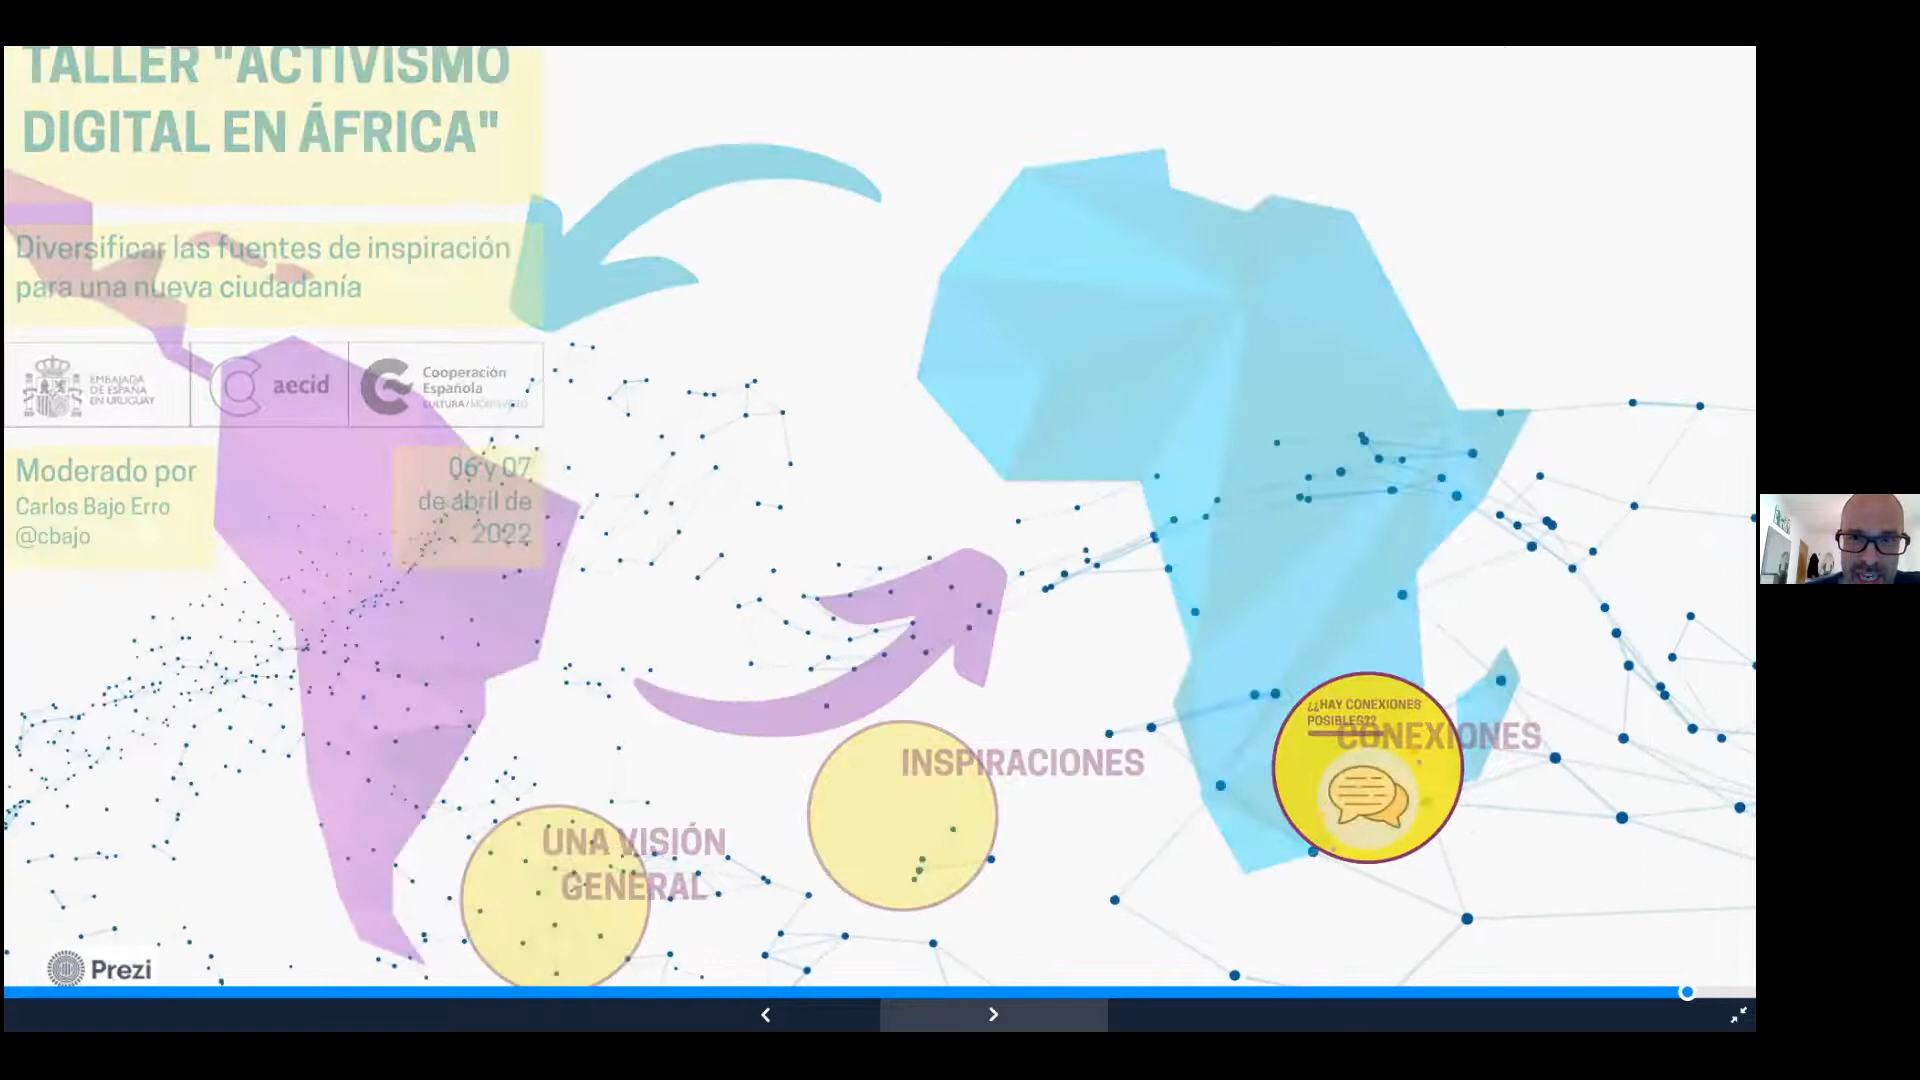 TALLER "ACTIVISMO
DIGITAL EN ÁFRICA"
Diversificar las fuentes de inspiración
para una nueva ciudadanía
EMBAJADA
DE ESPAÑA
EN URUGUAY
aecid
Cooperación
Española
CULTURA / MONTEVIDEO
Moderado por
Carlos Bajo Erro
@cbajo
06 y 07
de abril de
2022
¿¿HAY CONEXIONES
POSIBLES??
CONEXIONES
INSPIRACIONES
UNA VISIÓN
GENERAL
Prezi